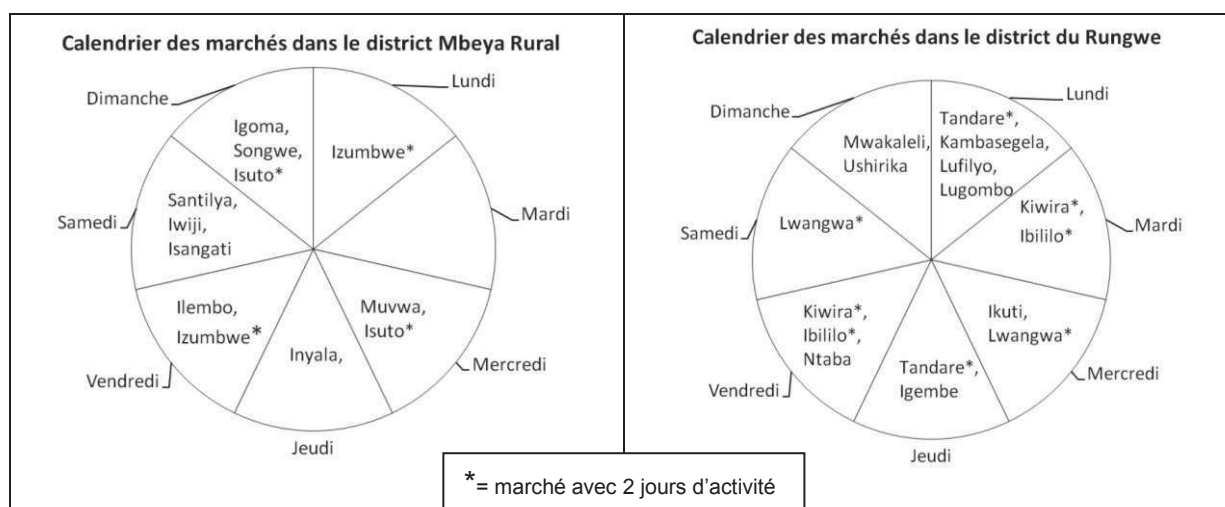 Calendrier des marchés dans le district Mbeya Rural
Lundi
Dimanche
Igoma,
Songwe,
Isuto*
Izumbwe*
Mardi
Samedi
Santilya,
Iwiji,
Isangati
Ilembo,
Izumbwe*
Muvwa,
Isuto*
Inyala,
Vendredi
Mercredi
Jeudi
Calendrier des marchés dans le district du Rungwe
Lundi
Dimanche
Mwakaleli,
Ushirika
Tandare*,
Kambasegela,
Lufilyo,
Lugombo
Kiwira*,
Ibililo*
Mardi
Samedi
Lwangwa*
Kiwira*,
Ibililo*,
Ntaba
Ikuti,
Lwangwa*
Tandare*,
Igembe
Vendredi
Mercredi
Jeudi
*= marché avec 2 jours d'activité